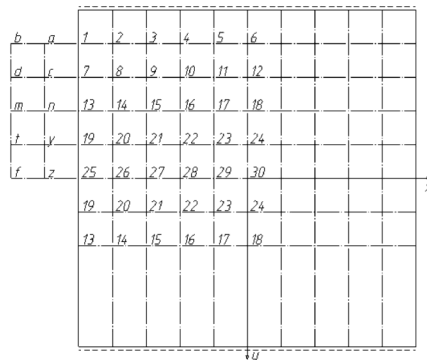 b a 1 2 3 4 5 6
d c 7 8 9 10 11 12
m n 13 14 15 16 17 18
t y 19 20 21 22 23 24
f z 25 26 27 28 29 30
19 20 21 22 23 24
13 14 15 16 17 18
y